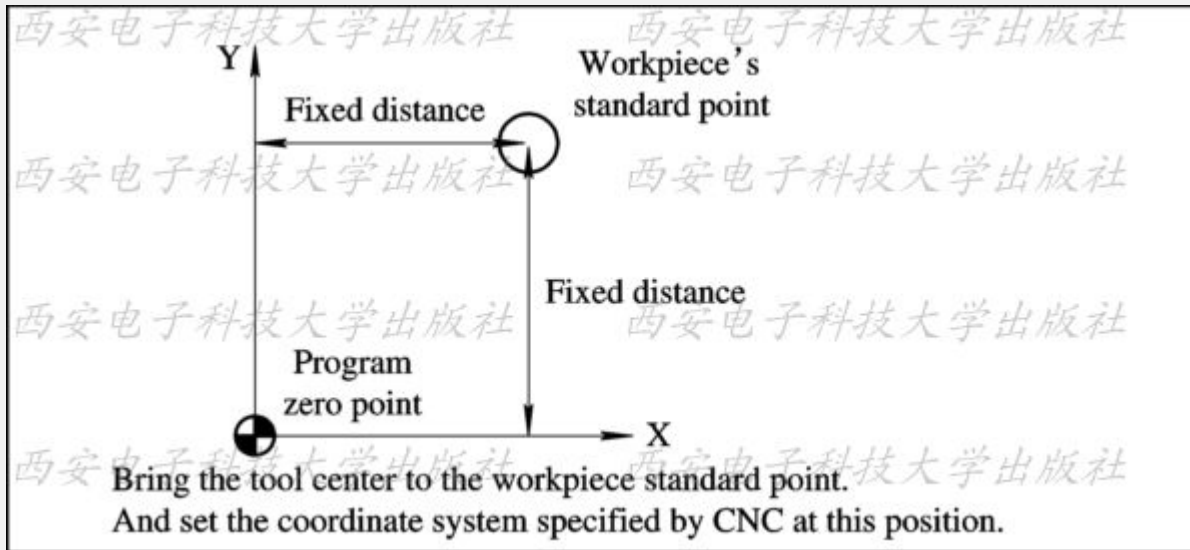 西安电子科技大学出版社 西安电子科技大学出版社
Y
Workpiece's
standard point
Fixed distance
西安电子科技大学出版社 西安电子科技大学出版社
Fixed distance
西安电子科技大学出版社 西安电子科技大学出版社
Program
zero point
X
西安电子科技大学出版社 西安电子科技大学出版社
Bring the tool center to the workpiece standard point.
And set the coordinate system specified by CNC at this position.